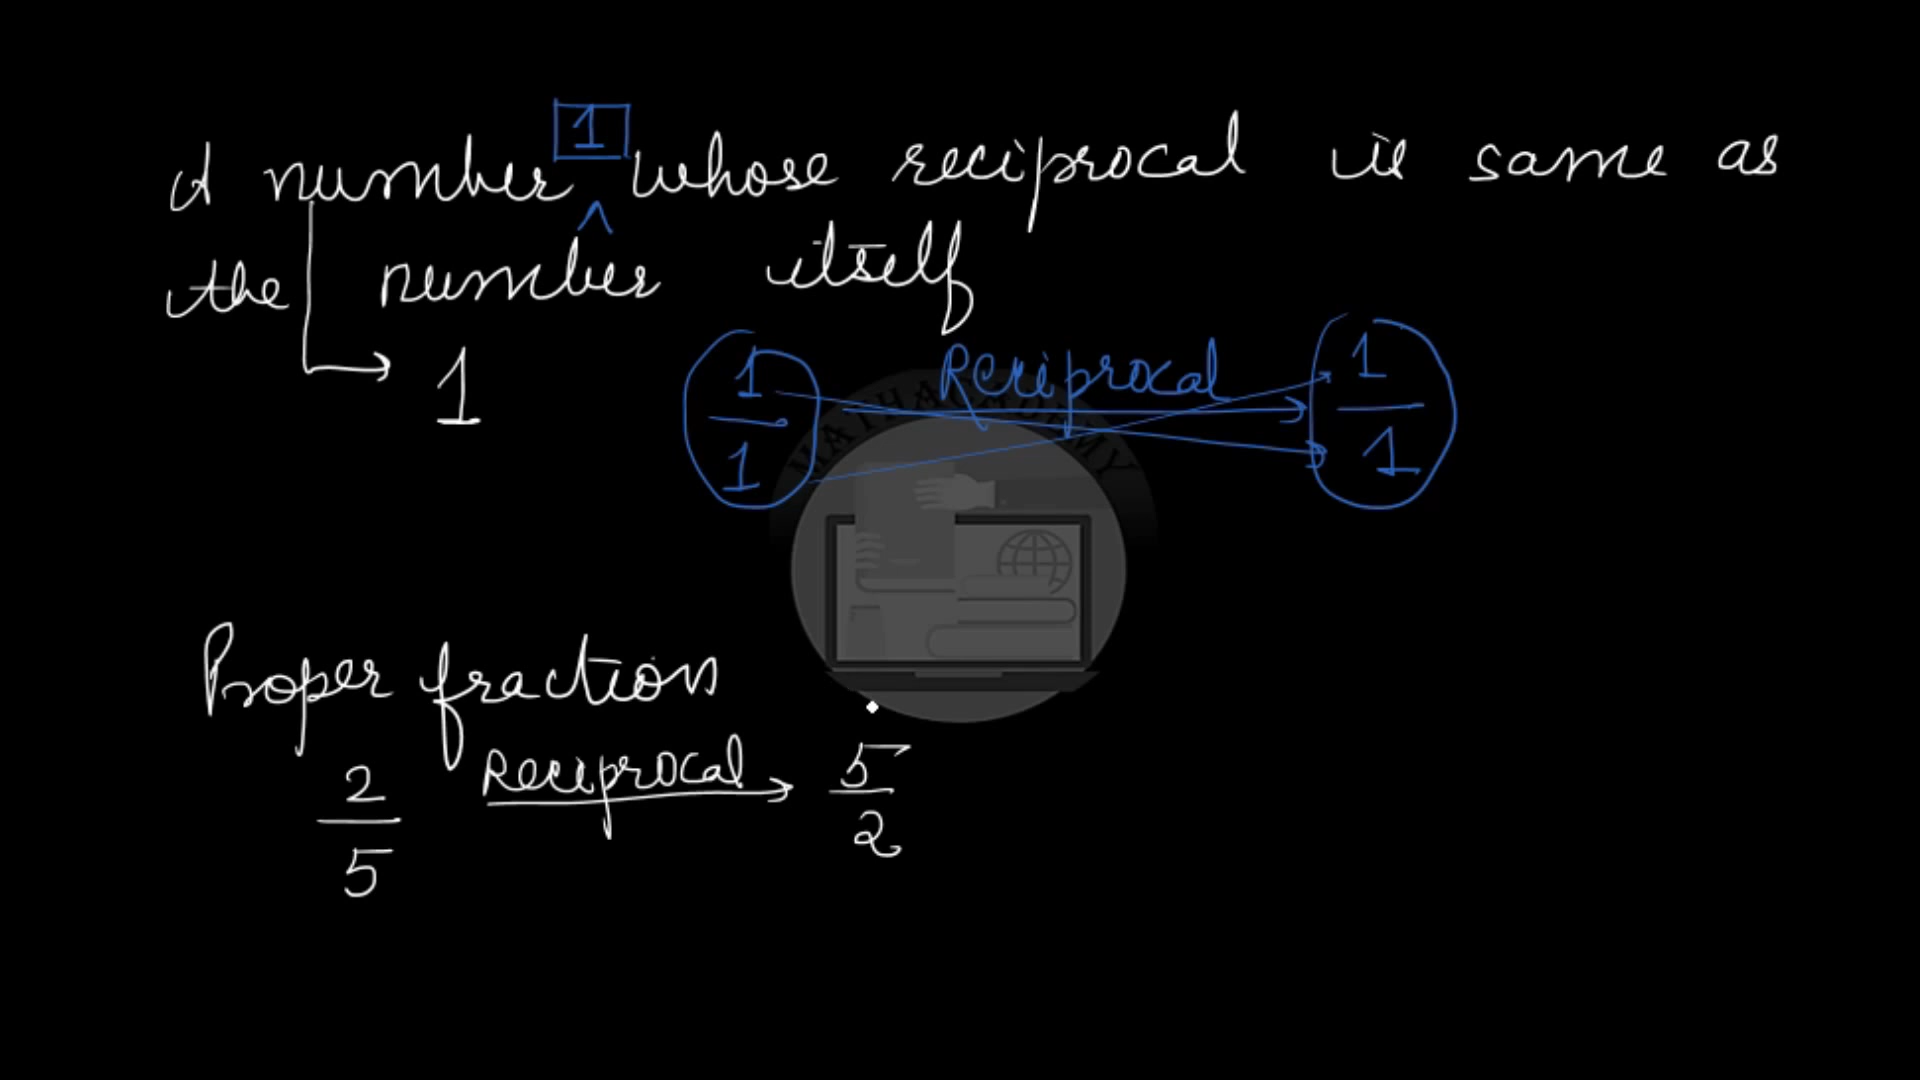 A number 1 whose reciprocal is same as
^
the number itself
→ 1
1/1 Reciprocal → 1/1
MATHACADEMY
Proper fraction
2/5 Reciprocal → 5/2